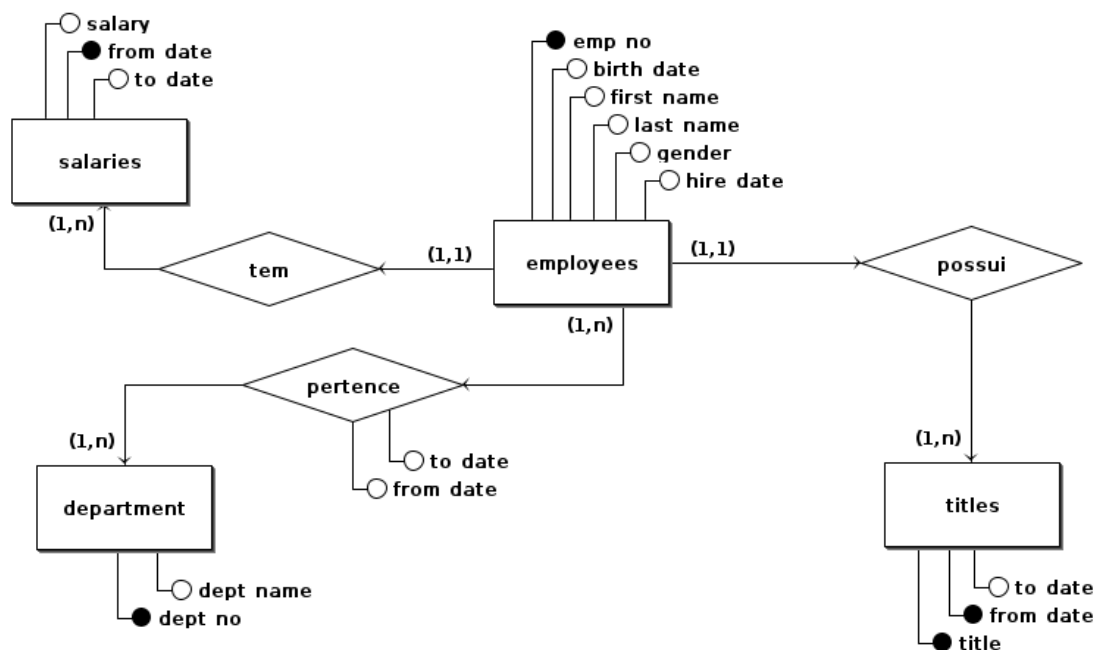 salary
from date
to date
salaries
(1,n)
tem
(1,1)
emp no
birth date
first name
last name
gender
hire date
employees
(1,1)
possui
(1,n)
pertence
to date
from date
(1,n)
department
dept name
dept no
(1,n)
titles
to date
from date
title